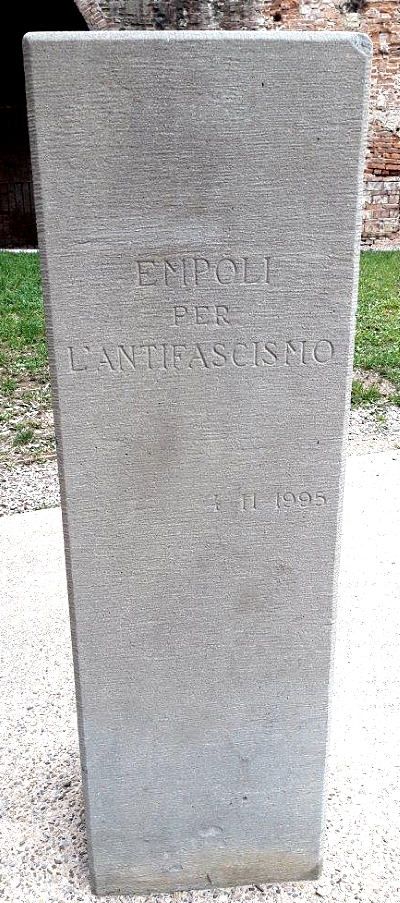 EMPOLI
PER
L'ANTIFASCISMO
1 11 1995